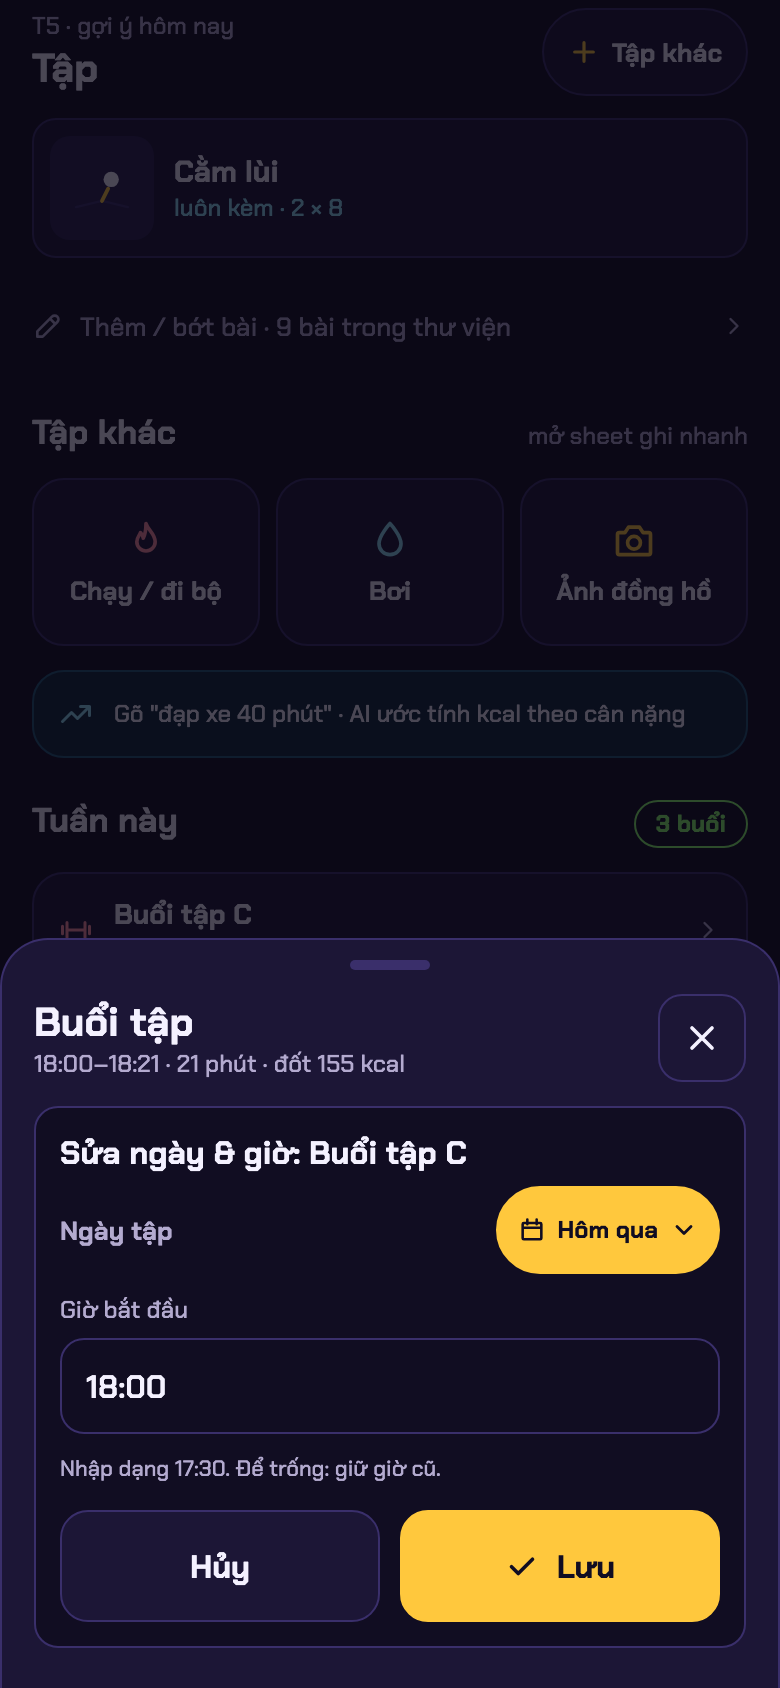 T5 · gợi ý hôm nay
Tập
Tập khác
Cằm lùi
luôn kèm · 2 × 8
Thêm / bớt bài · 9 bài trong thư viện
Tập khác
mở sheet ghi nhanh
Chạy / đi bộ
Bơi
Ảnh đồng hồ
Gõ "đạp xe 40 phút" · AI ước tính kcal theo cân nặng
Tuần này
3 buổi
Buổi tập C
Buổi tập
18:00–18:21 · 21 phút · đốt 155 kcal
Sửa ngày & giờ: Buổi tập C
Ngày tập
Hôm qua
Giờ bắt đầu
18:00
Nhập dạng 17:30. Để trống: giữ giờ cũ.
Hủy
Lưu